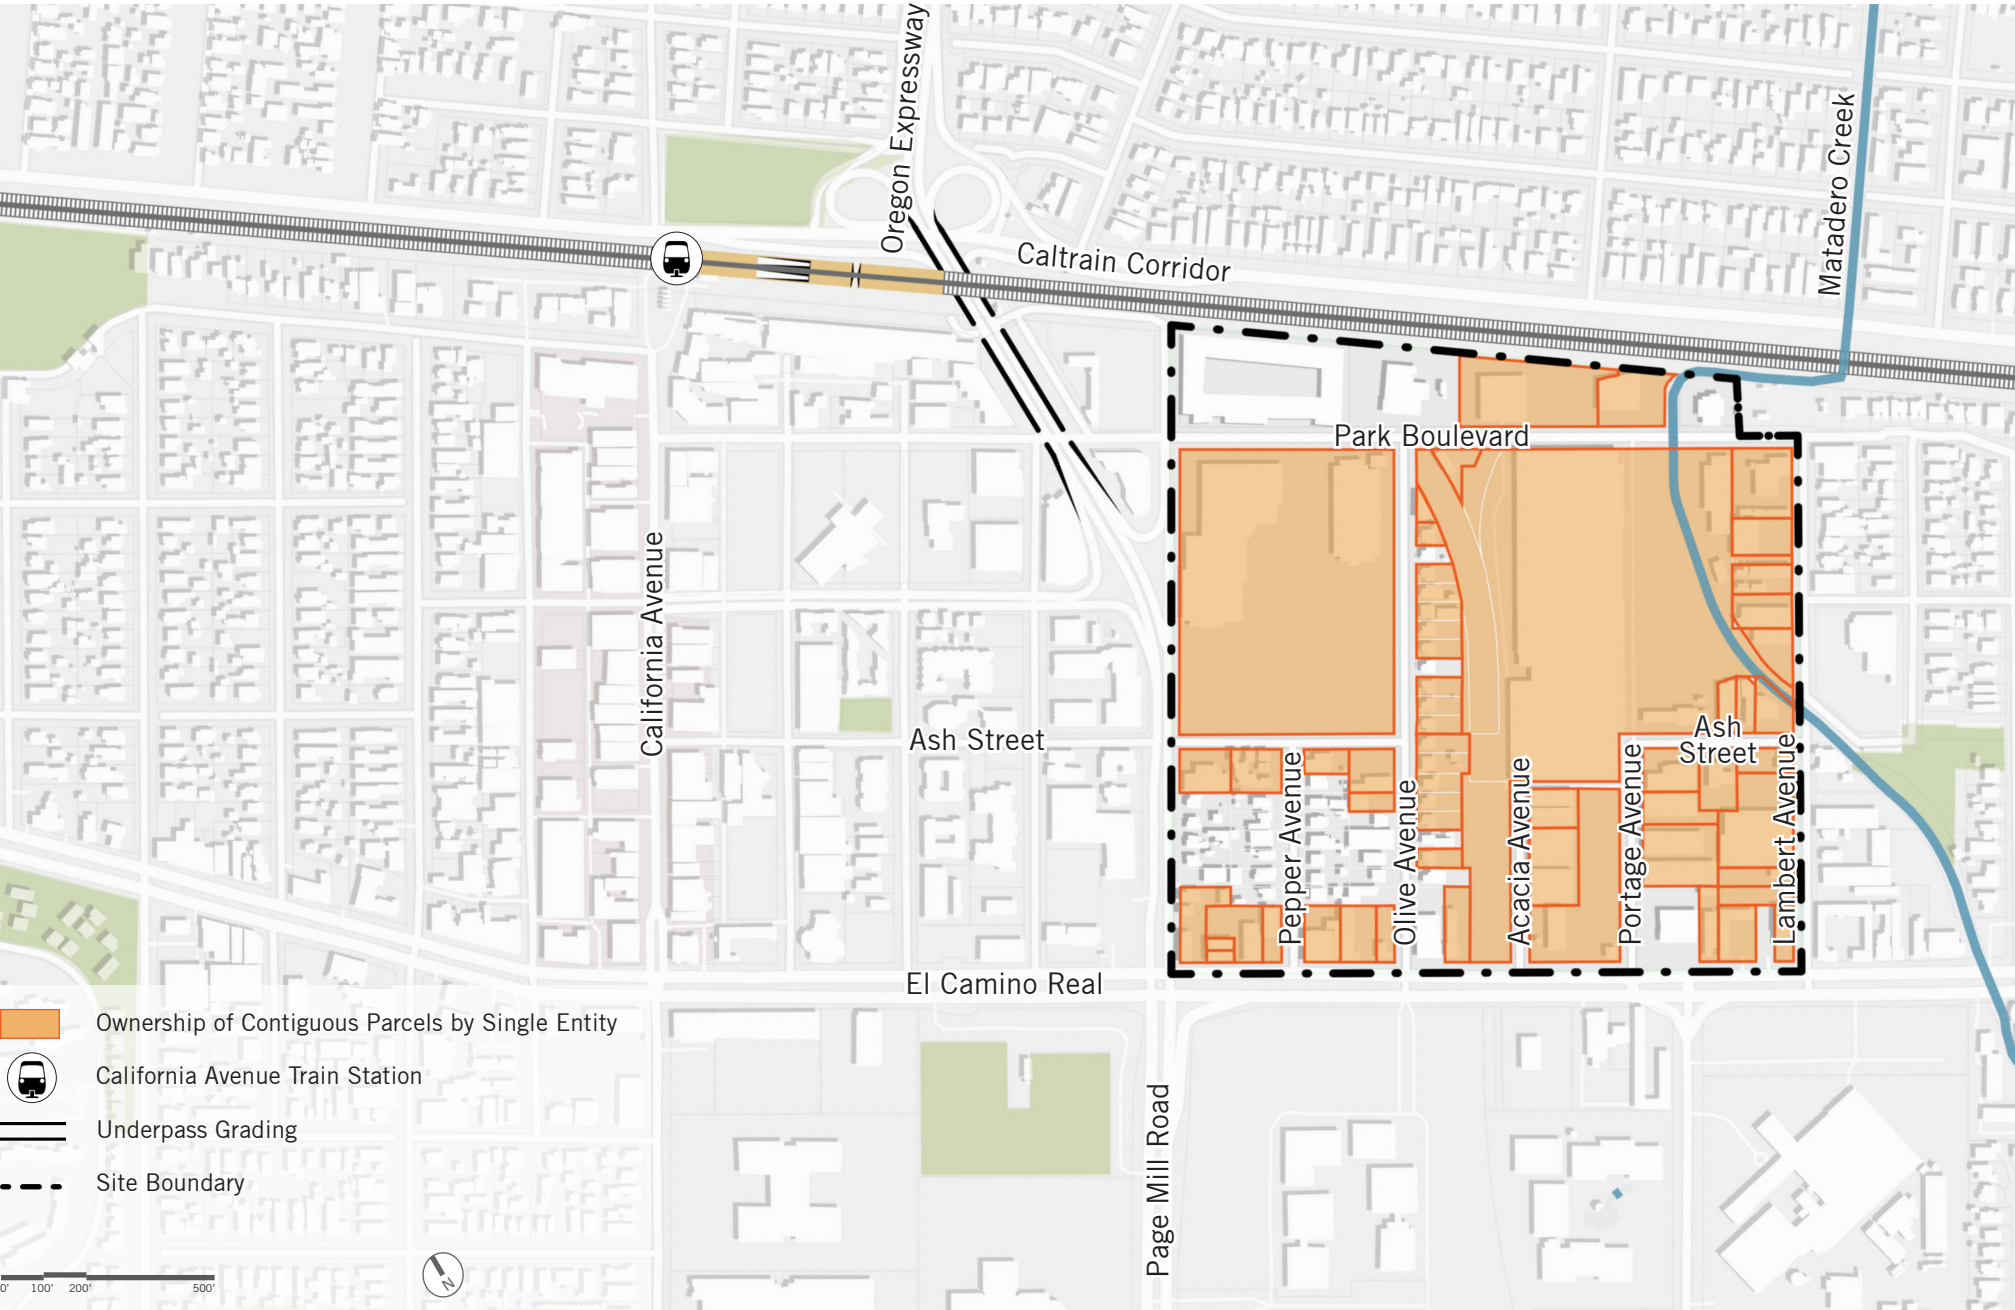 Oregon Expressway
Matadero Creek
Caltrain Corridor
Park Boulevard
California Avenue
Ash Street
Ash
Street
Pepper Avenue
Olive Avenue
Acacia Avenue
Portage Avenue
Lambert Avenue
El Camino Real
Page Mill Road
Ownership of Contiguous Parcels by Single Entity
California Avenue Train Station
Underpass Grading
Site Boundary
0' 100' 200' 500'
N